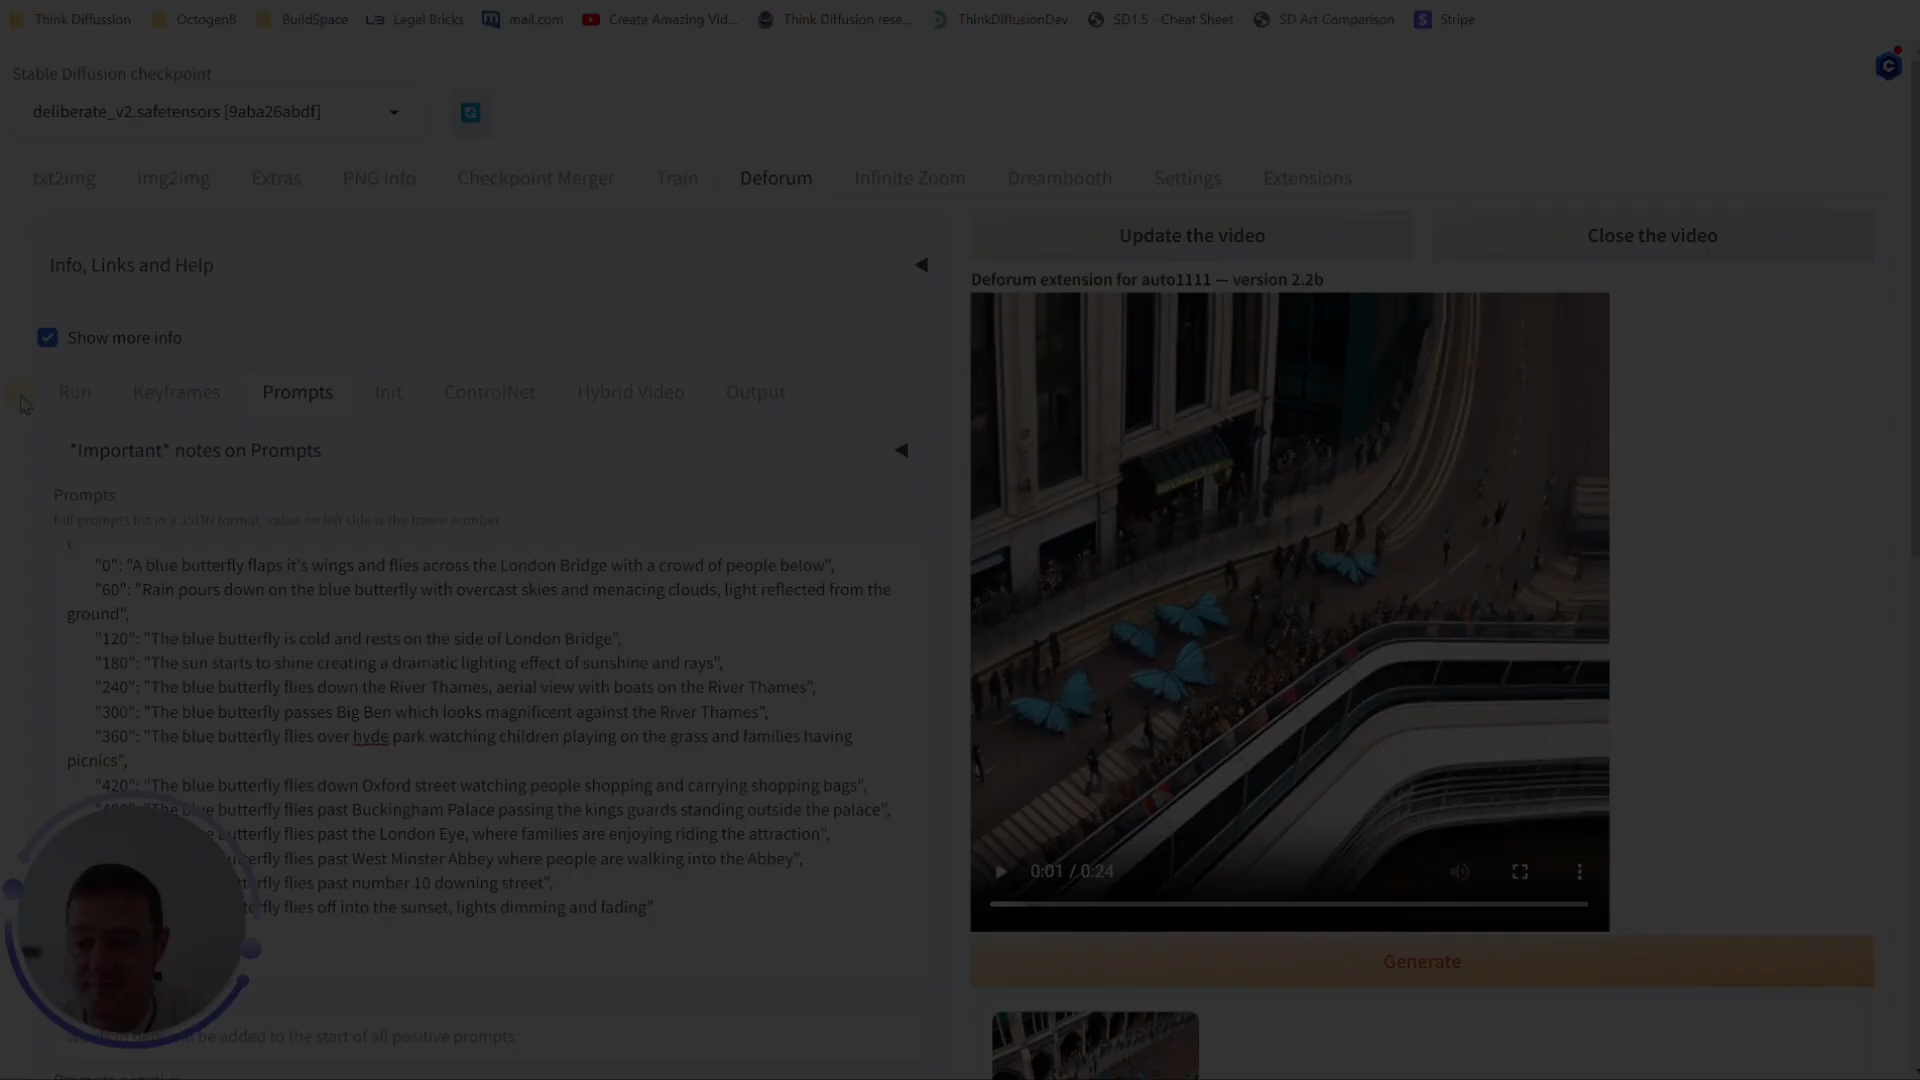 Think Diffussion
Octogen8
BuildSpace
Legal Bricks
mail.com
Create Amazing Vid...
Think Diffusion rese...
ThinkDiffusionDev
SD1.5 - Cheat Sheet
SD Art Comparison
Stripe
Stable Diffusion checkpoint
deliberate_v2.safetensors [9aba26abdf]
txt2img
img2img
Extras
PNG Info
Checkpoint Merger
Train
Deforum
Infinite Zoom
Dreambooth
Settings
Extensions
Info, Links and Help
Update the video
Close the video
Deforum extension for auto1111 — version 2.2b
Show more info
Run
Keyframes
Prompts
Init
ControlNet
Hybrid Video
Output
*Important* notes on Prompts
Prompts
full prompts list in a JSON format, value on left side is the frame number
"0": "A blue butterfly flaps it's wings and flies across the London Bridge with a crowd of people below",
"60": "Rain pours down on the blue butterfly with overcast skies and menacing clouds, light reflected from the
ground",
"120": "The blue butterfly is cold and rests on the side of London Bridge",
"180": "The sun starts to shine creating a dramatic lighting effect of sunshine and rays",
"240": "The blue butterfly flies down the River Thames, aerial view with boats on the River Thames",
"300": "The blue butterfly passes Big Ben which looks magnificent against the River Thames",
"360": "The blue butterfly flies over hyde park watching children playing on the grass and families having
picnics",
"420": "The blue butterfly flies down Oxford street watching people shopping and carrying shopping bags",
"480": "The blue butterfly flies past Buckingham Palace passing the kings guards standing outside the palace",
utterfly flies past the London Eye, where families are enjoying riding the attraction",
utterfly flies past West Minster Abbey where people are walking into the Abbey",
tterfly flies past number 10 downing street",
terfly flies off into the sunset, lights dimming and fading"
0:01 / 0:24
Generate
be added to the start of all positive prompts